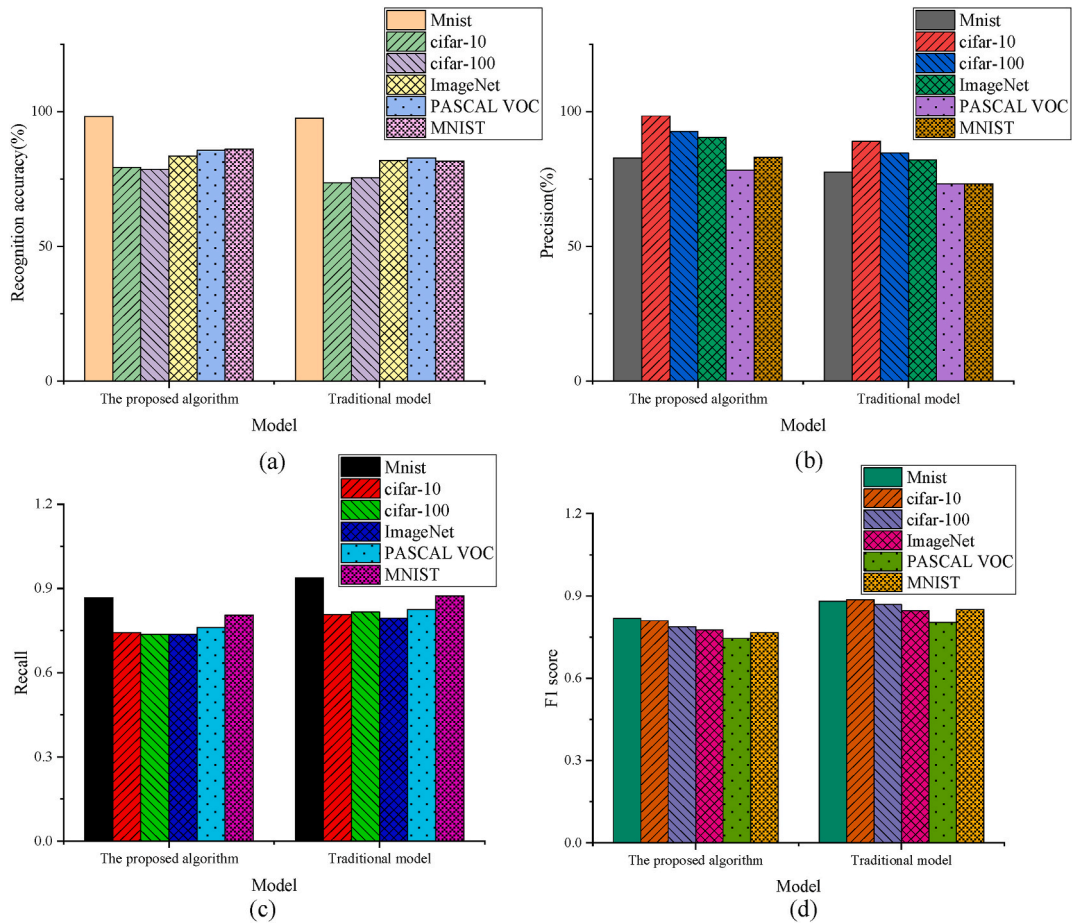 Mnist
cifar-10
cifar-100
ImageNet
PASCAL VOC
MNIST
100
50
0
Recognition accuracy(%)
The proposed algorithm
Traditional model
Model
(a)
Mnist
cifar-10
cifar-100
ImageNet
PASCAL VOC
MNIST
100
50
0
Precision(%)
The proposed algorithm
Traditional model
Model
(b)
Mnist
cifar-10
cifar-100
ImageNet
PASCAL VOC
MNIST
1.2
0.9
0.6
0.3
0.0
Recall
The proposed algorithm
Traditional model
Model
(c)
Mnist
cifar-10
cifar-100
ImageNet
PASCAL VOC
MNIST
1.2
0.9
0.6
0.3
0.0
F1 score
The proposed algorithm
Traditional model
Model
(d)